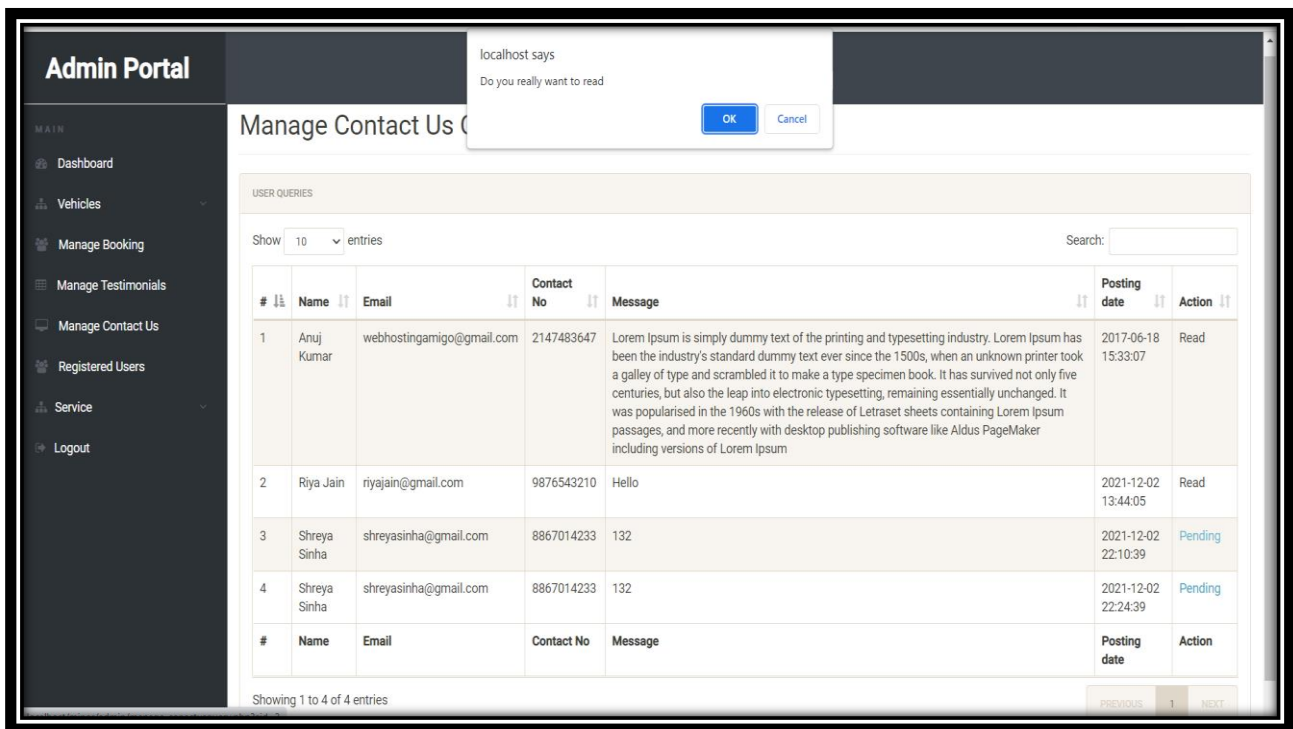 localhost says
Do you really want to read
OK
Cancel
Admin Portal
MAIN
Dashboard
Vehicles
Manage Booking
Manage Testimonials
Manage Contact Us
Registered Users
Service
Logout
Manage Contact Us
USER QUERIES
Show 10 entries
Search:
# Name Email Contact No Message Posting date Action
1 Anuj Kumar webhostingamigo@gmail.com 2147483647
Lorem Ipsum is simply dummy text of the printing and typesetting industry. Lorem Ipsum has
been the industry's standard dummy text ever since the 1500s, when an unknown printer took
a galley of type and scrambled it to make a type specimen book. It has survived not only five
centuries, but also the leap into electronic typesetting, remaining essentially unchanged. It
was popularised in the 1960s with the release of Letraset sheets containing Lorem Ipsum
passages, and more recently with desktop publishing software like Aldus PageMaker
including versions of Lorem Ipsum
2017-06-18 15:33:07 Read
2 Riya Jain riyajain@gmail.com 9876543210 Hello 2021-12-02 13:44:05 Read
3 Shreya Sinha shreyasinha@gmail.com 8867014233 132 2021-12-02 22:10:39 Pending
4 Shreya Sinha shreyasinha@gmail.com 8867014233 132 2021-12-02 22:24:39 Pending
# Name Email Contact No Message Posting date Action
Showing 1 to 4 of 4 entries
PREVIOUS 1 NEXT